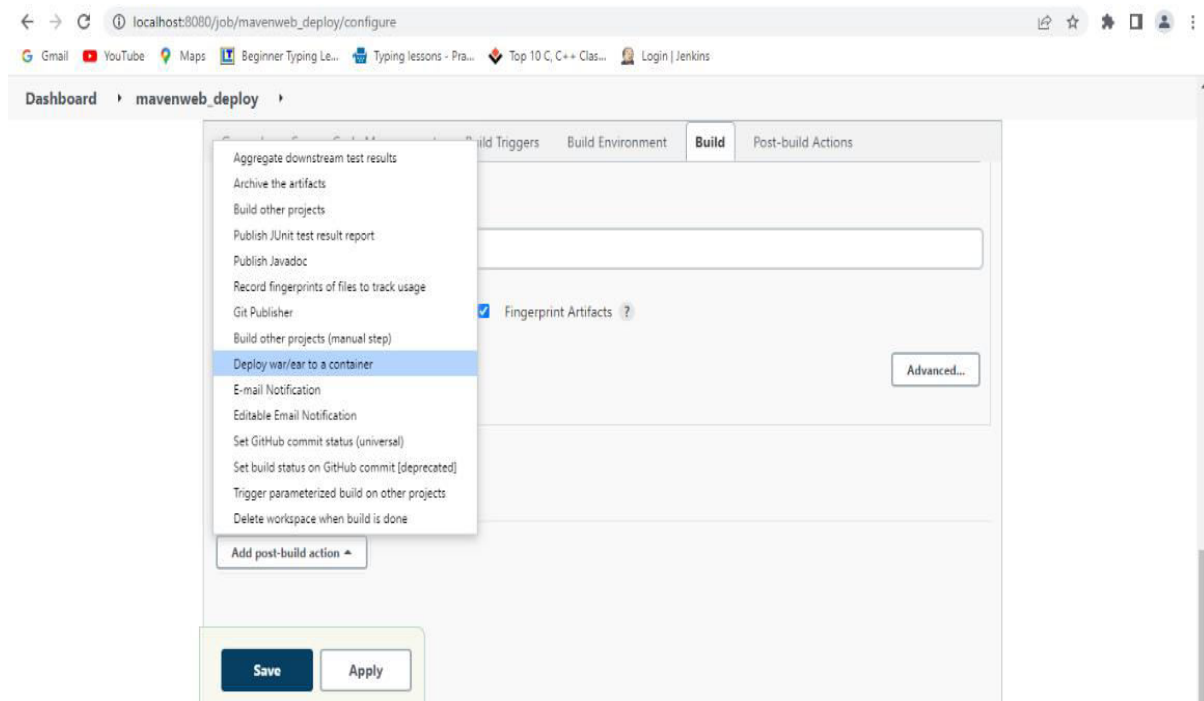 localhost:8080/job/mavenweb_deploy/configure
Gmail YouTube Maps Beginner Typing Le... Typing lessons - Pra... Top 10 C, C++ Clas... Login | Jenkins
Dashboard mavenweb_deploy
Build Environment Build Post-build Actions
Aggregate downstream test results
Archive the artifacts
Build other projects
Publish JUnit test result report
Publish Javadoc
Record fingerprints of files to track usage
Git Publisher
Fingerprint Artifacts ?
Build other projects (manual step)
Deploy war/ear to a container
Advanced...
E-mail Notification
Editable Email Notification
Set GitHub commit status (universal)
Set build status on GitHub commit [deprecated]
Trigger parameterized build on other projects
Delete workspace when build is done
Add post-build action
Save Apply